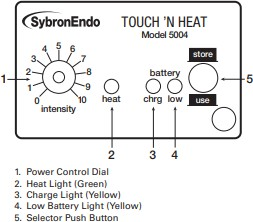 SybronEndo
TOUCH 'N HEAT
Model 5004
store
battery
0 1 2 3 4 5 6 7 8 9 10
intensity
heat
chrg
low
use
1
2
3
4
5
1. Power Control Dial
2. Heat Light (Green)
3. Charge Light (Yellow)
4. Low Battery Light (Yellow)
5. Selector Push Button